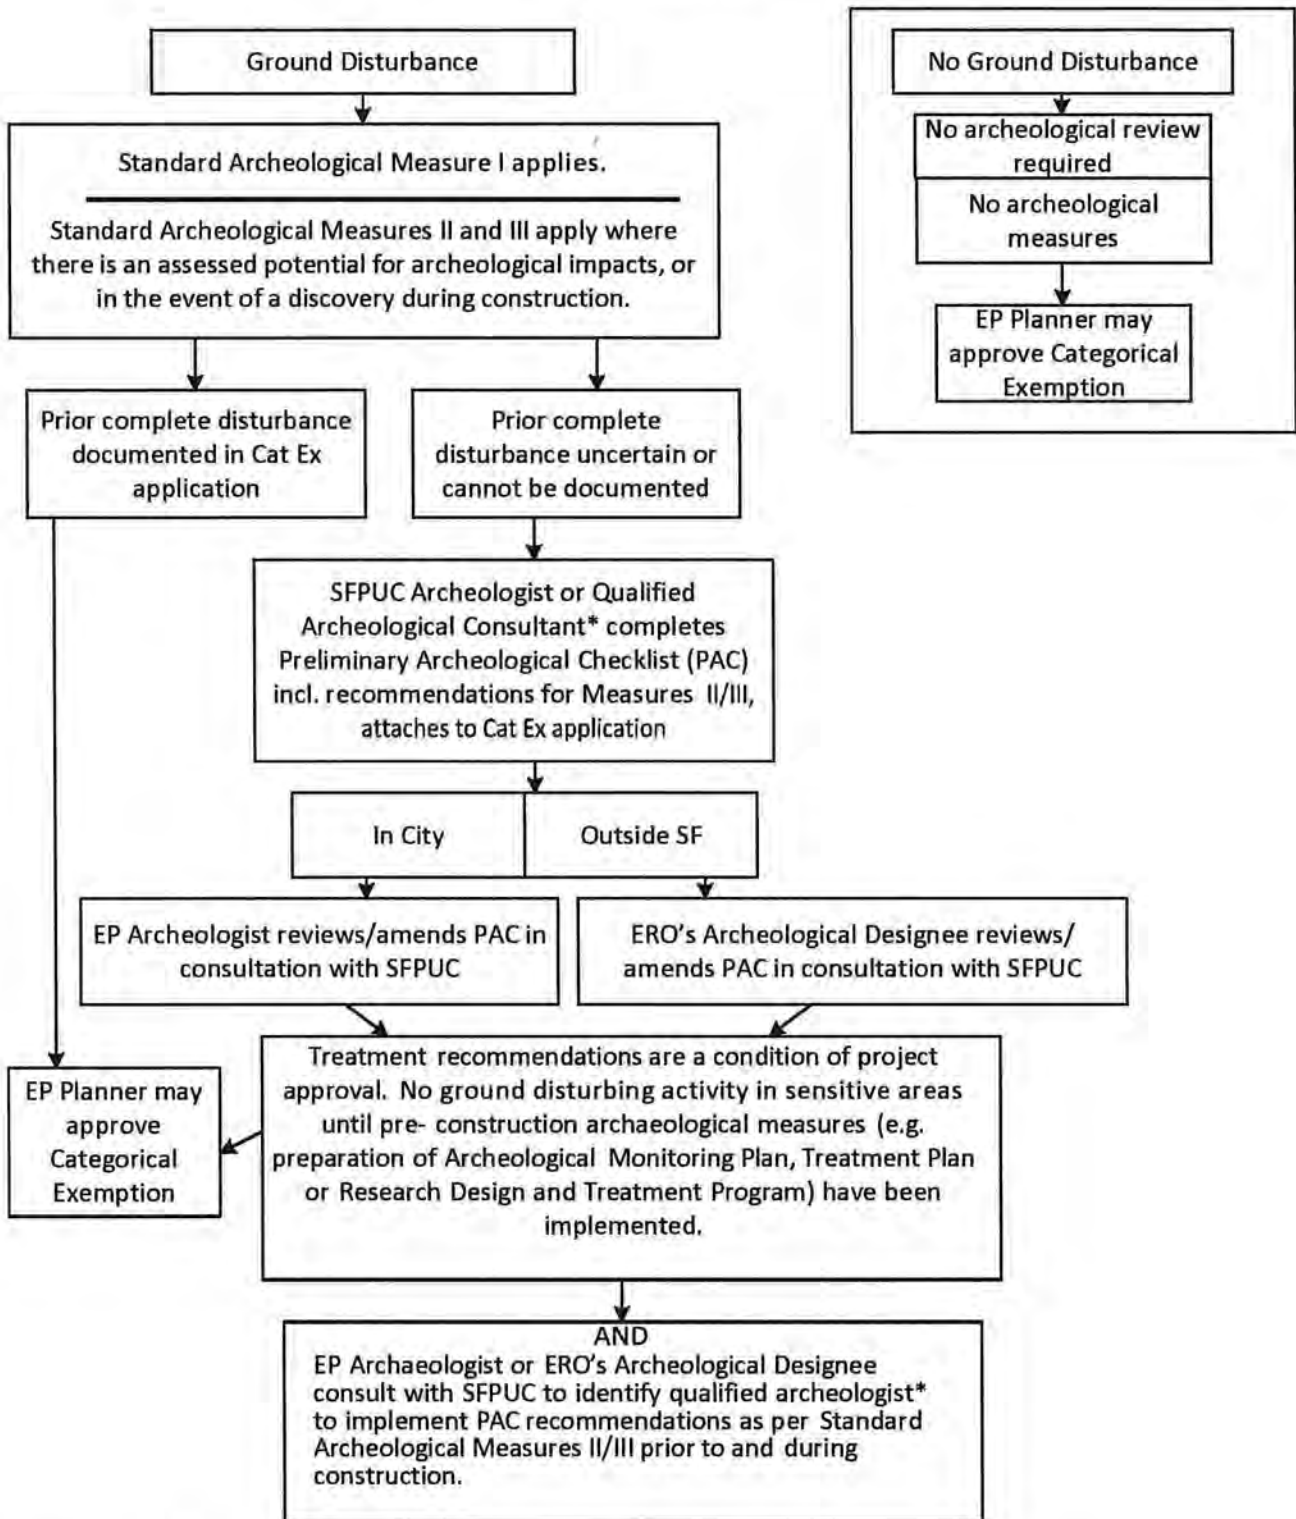 Ground Disturbance
No Ground Disturbance
No archeological review
required
No archeological
measures
EP Planner may
approve Categorical
Exemption
Standard Archeological Measure I applies.
Standard Archeological Measures II and III apply where
there is an assessed potential for archeological impacts, or
in the event of a discovery during construction.
Prior complete disturbance
documented in Cat Ex
application
Prior complete
disturbance uncertain or
cannot be documented
SFPUC Archeologist or Qualified
Archeological Consultant* completes
Preliminary Archeological Checklist (PAC)
incl. recommendations for Measures II/III,
attaches to Cat Ex application
In City
Outside SF
EP Archeologist reviews/amends PAC in
consultation with SFPUC
ERO's Archeological Designee reviews/
amends PAC in consultation with SFPUC
EP Planner may
approve
Categorical
Exemption
Treatment recommendations are a condition of project
approval. No ground disturbing activity in sensitive areas
until pre- construction archaeological measures (e.g.
preparation of Archeological Monitoring Plan, Treatment Plan
or Research Design and Treatment Program) have been
implemented.
AND
EP Archaeologist or ERO's Archeological Designee
consult with SFPUC to identify qualified archeologist*
to implement PAC recommendations as per Standard
Archeological Measures II/III prior to and during
construction.